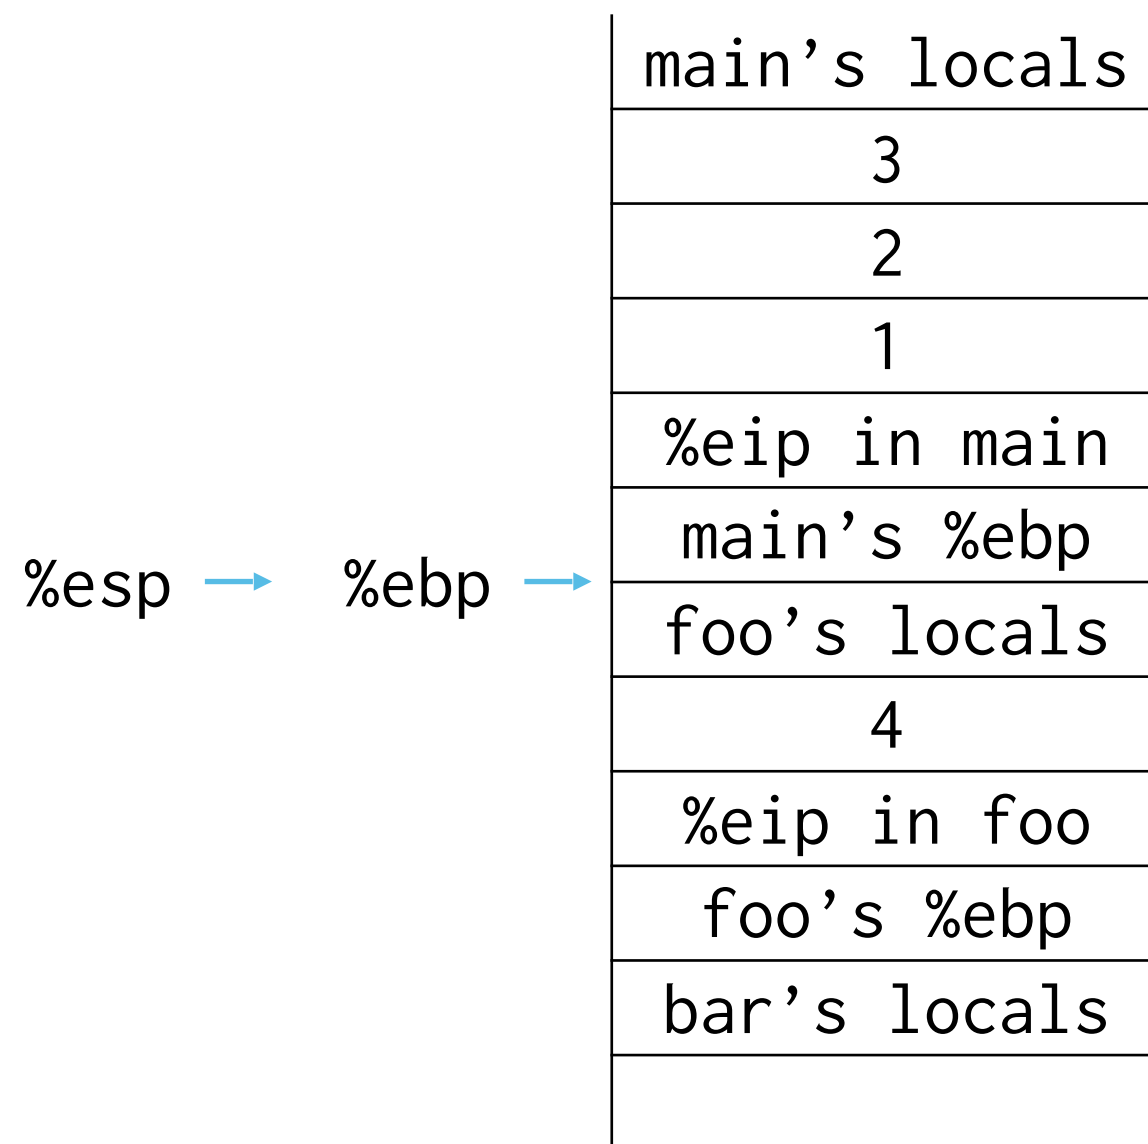 main’s locals
3
2
1
%eip in main
main’s %ebp
%esp %ebp
foo’s locals
4
%eip in foo
foo’s %ebp
bar’s locals